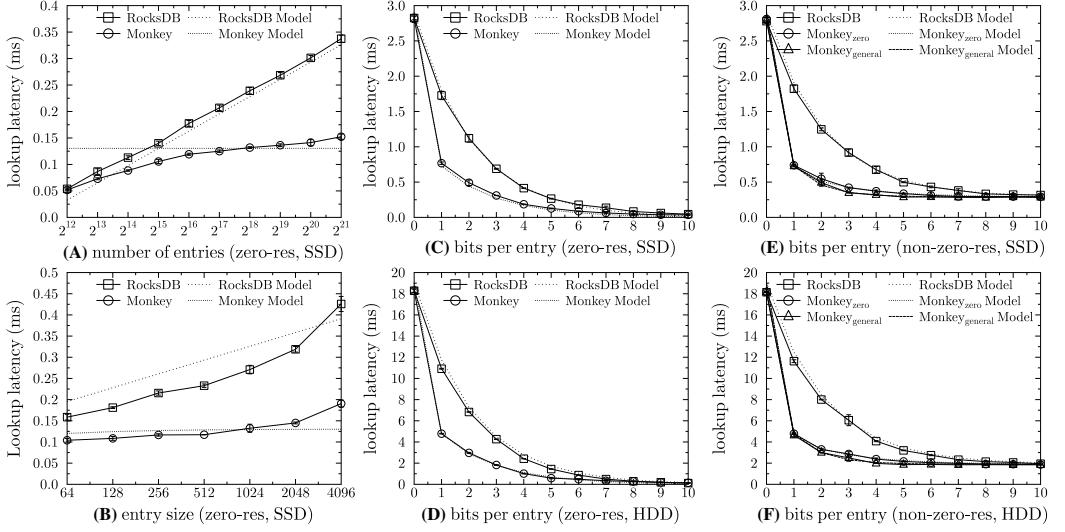 RocksDB
Monkey
RocksDB Model
Monkey Model
lookup latency (ms)
0.4
0.35
0.3
0.25
0.2
0.15
0.1
0.05
0.0
2^12 2^13 2^14 2^15 2^16 2^17 2^18 2^19 2^20 2^21
(A) number of entries (zero-res, SSD)
RocksDB
Monkey
RocksDB Model
Monkey Model
lookup latency (ms)
3.0
2.5
2.0
1.5
1.0
0.5
0.0
0 1 2 3 4 5 6 7 8 9 10
(C) bits per entry (zero-res, SSD)
RocksDB
Monkey_zero
Monkey_general
RocksDB Model
Monkey_zero Model
Monkey_general Model
lookup latency (ms)
3.0
2.5
2.0
1.5
1.0
0.5
0.0
0 1 2 3 4 5 6 7 8 9 10
(E) bits per entry (non-zero-res, SSD)
RocksDB
Monkey
RocksDB Model
Monkey Model
Lookup latency (ms)
0.5
0.45
0.4
0.35
0.3
0.25
0.2
0.15
0.1
0.05
0.0
64 128 256 512 1024 2048 4096
(B) entry size (zero-res, SSD)
RocksDB
Monkey
RocksDB Model
Monkey Model
lookup latency (ms)
20
18
16
14
12
10
8
6
4
2
0
0 1 2 3 4 5 6 7 8 9 10
(D) bits per entry (zero-res, HDD)
RocksDB
Monkey_zero
Monkey_general
RocksDB Model
Monkey_zero Model
Monkey_general Model
lookup latency (ms)
20
18
16
14
12
10
8
6
4
2
0
0 1 2 3 4 5 6 7 8 9 10
(F) bits per entry (non-zero-res, HDD)